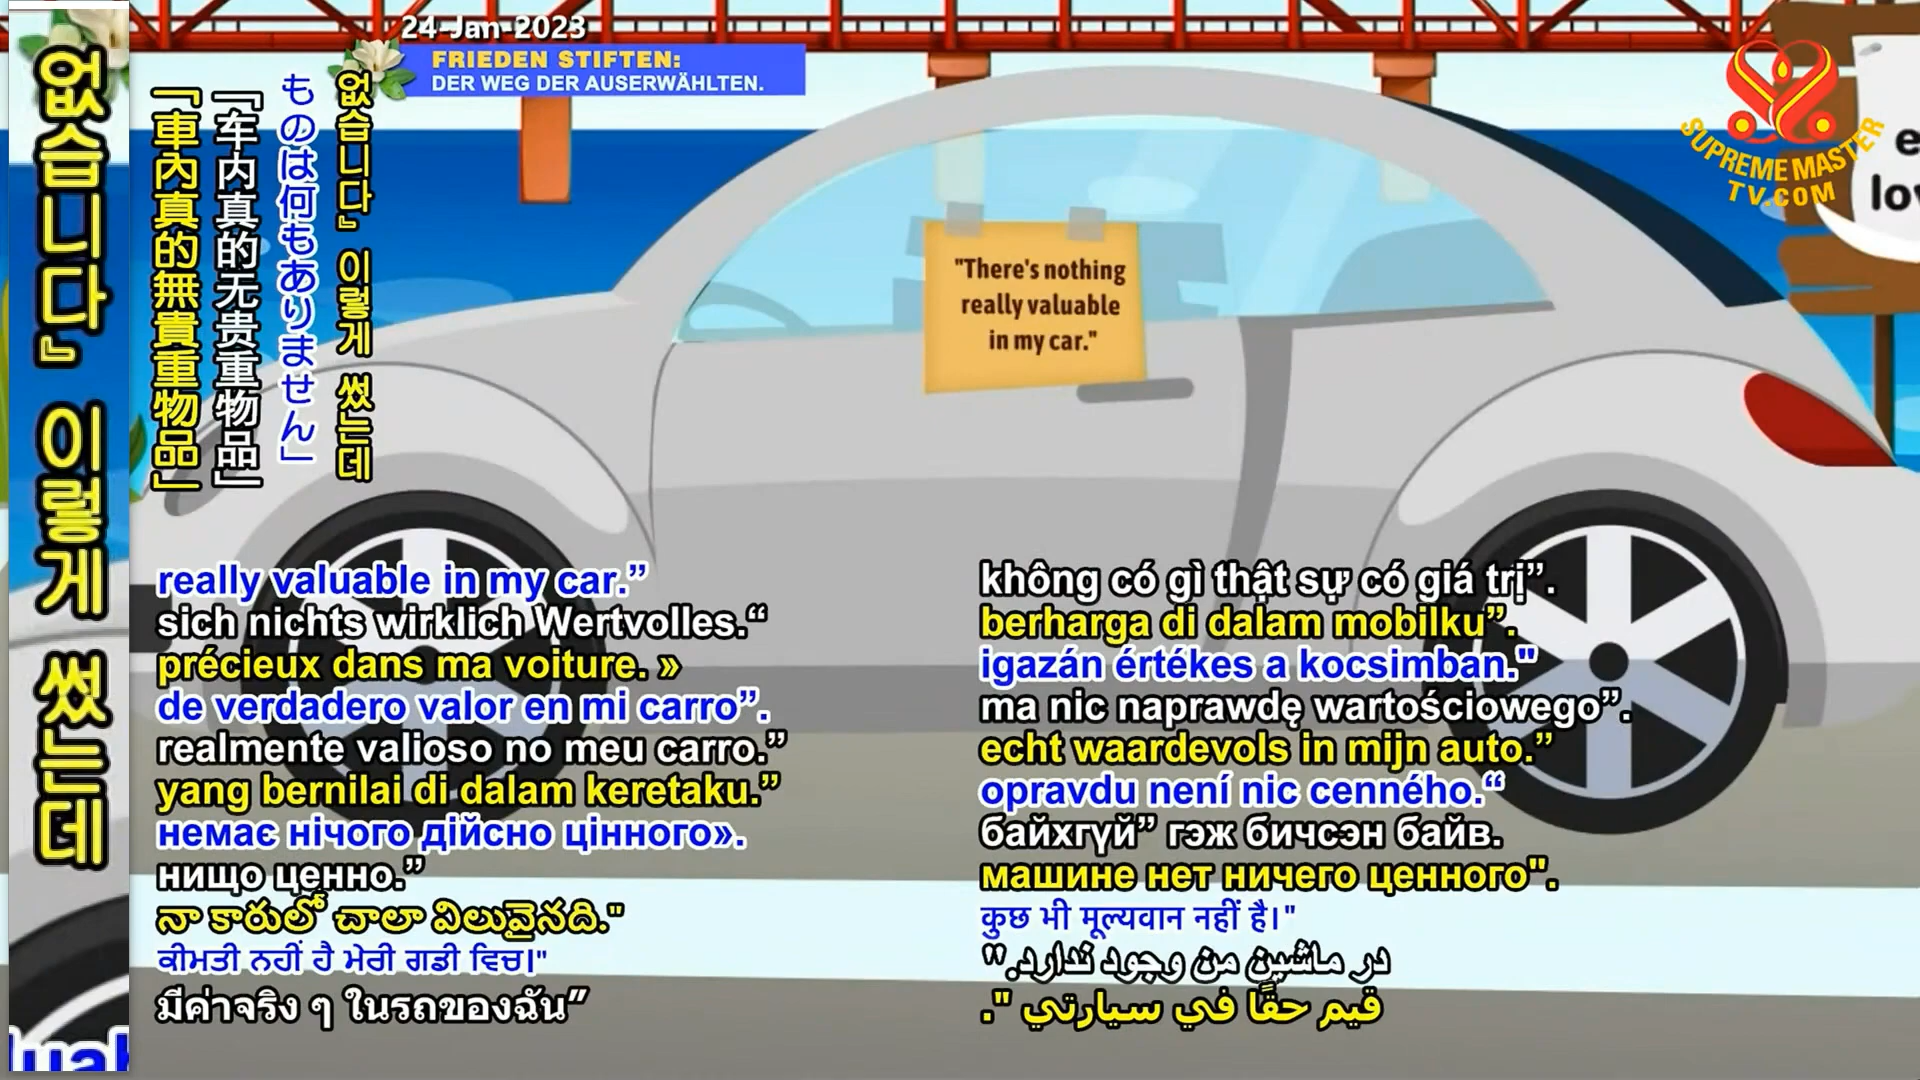 24-Jan-2023
FRIEDEN STIFTEN:
DER WEG DER AUSERWÄHLTEN.
SUPREME MASTER
TV.COM
e
lov
없습니다』 이렇게 썼는데
「車內真的無貴重物品」
「车内真的无贵重物品」
ものは何もありません」
없습니다』 이렇게 썼는데
"There's nothing
really valuable
in my car."
really valuable in my car.”
sich nichts wirklich Wertvolles.“
précieux dans ma voiture. »
de verdadero valor en mi carro”.
realmente valioso no meu carro.”
yang bernilai di dalam keretaku.”
немає нічого дійсно цінного».
нищо ценно.”
నా కారులో చాలా విలువైనది."
ਕੀਮਤੀ ਨਹੀਂ ਹੈ ਮੇਰੀ ਗਡੀ ਵਿਚ।"
มีค่าจริง ๆ ในรถของฉัน”
không có gì thật sự có giá trị”.
berharga di dalam mobilku”.
igazán értékes a kocsimban."
ma nic naprawdę wartościowego”.
echt waardevols in mijn auto.”
opravdu není nic cenného.“
байхгүй” гэж бичсэн байв.
машине нет ничего ценного".
कुछ भी मूल्यवान नहीं है।"
در ماشین من وجود ندارد."
قيم حقًا في سيارتي ".
luab